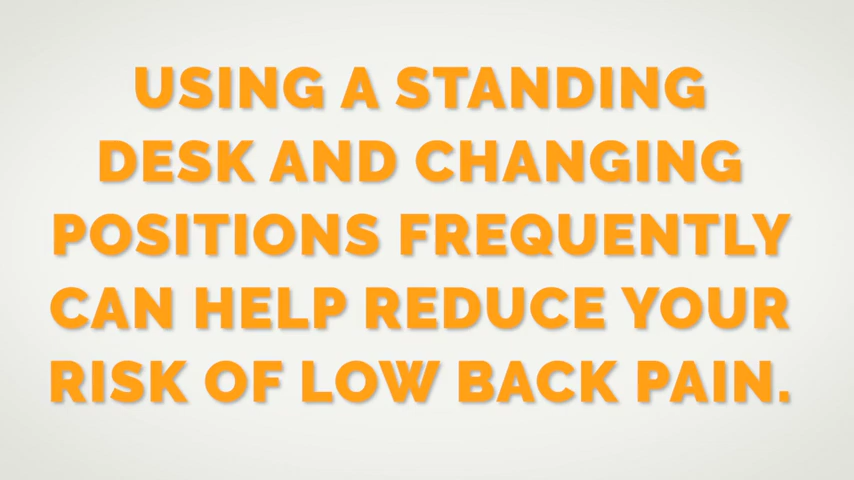 USING A STANDING
DESK AND CHANGING
POSITIONS FREQUENTLY
CAN HELP REDUCE YOUR
RISK OF LOW BACK PAIN.